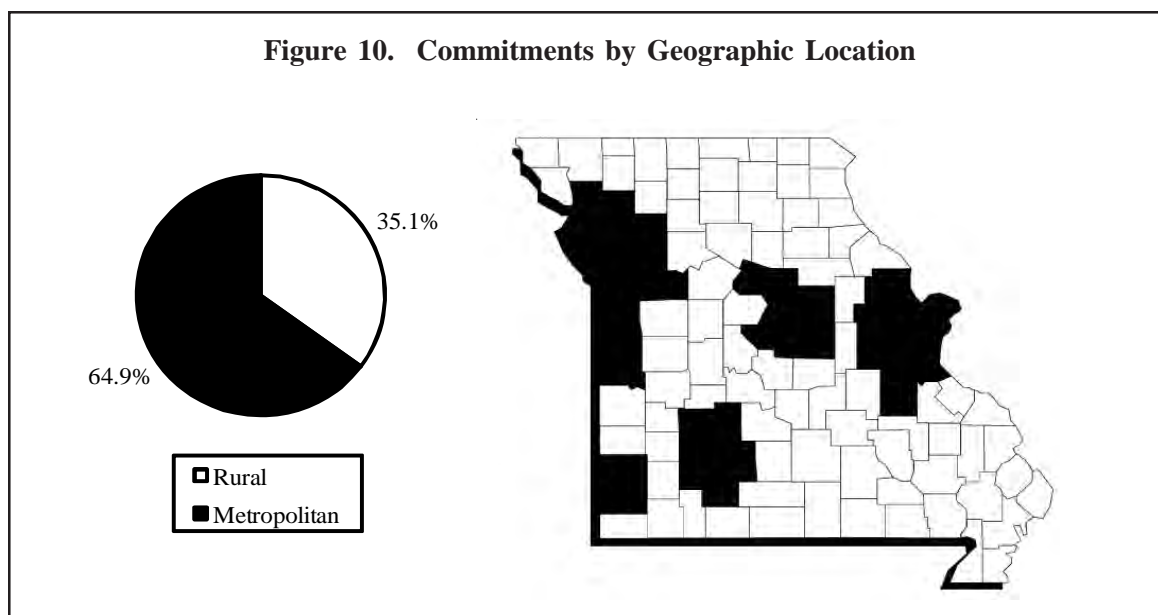 Figure 10. Commitments by Geographic Location
35.1%
64.9%
Rural
Metropolitan